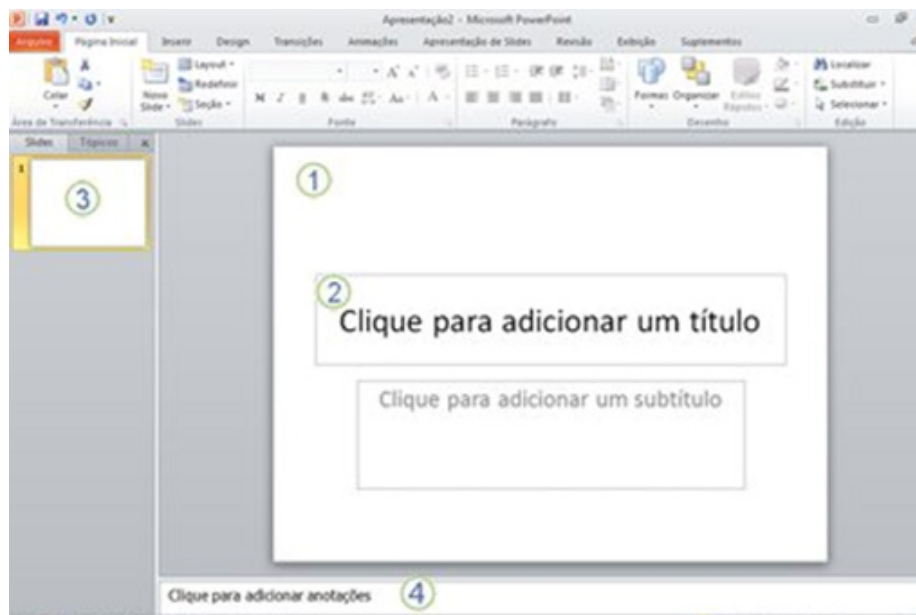 Apresentação2 - Microsoft PowerPoint
Arquivo Página Inicial Inserir Design Transições Animações Apresentação de Slides Revisão Exibição Suplementos
Colar
Novo Slide
Layout
Redefinir
Seção
Formas Organizar Estilos Rápidos
Localizar
Substituir
Selecionar
Área de Transferência Slides Fonte Parágrafo Desenho Edição
Slides Tópicos
1
3
1
2
Clique para adicionar um título
Clique para adicionar um subtítulo
Clique para adicionar anotações 4